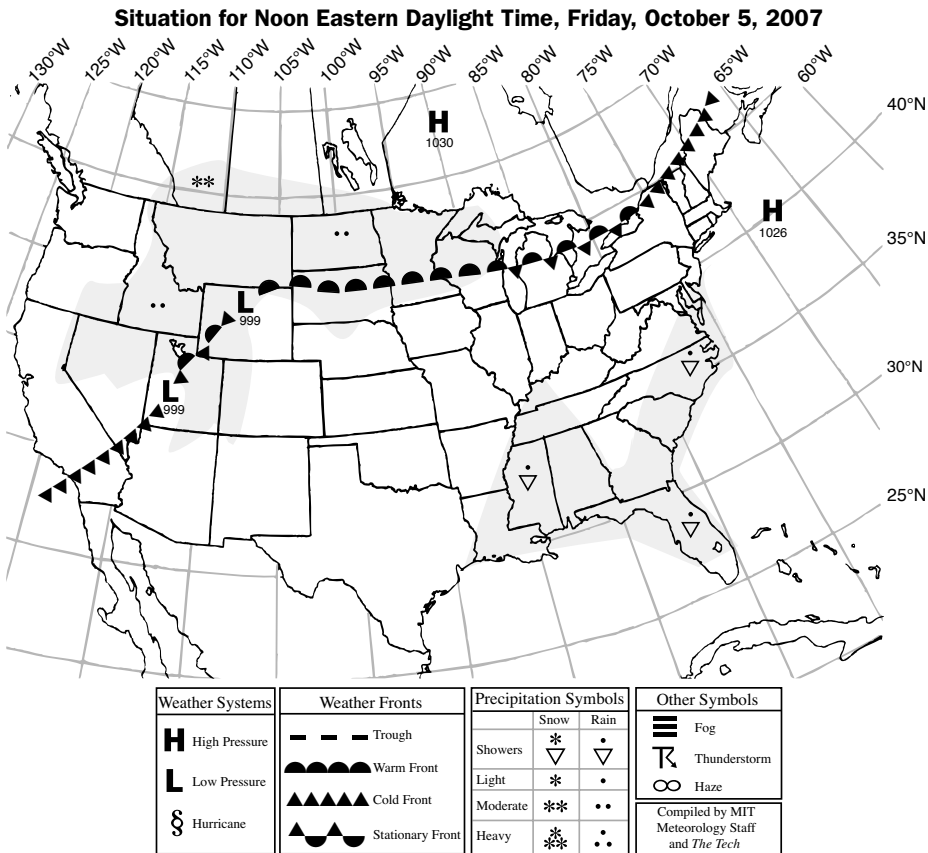 Situation for Noon Eastern Daylight Time, Friday, October 5, 2007
130°W 125°W 120°W 115°W 110°W 105°W 100°W 95°W 90°W 85°W 80°W 75°W 70°W 65°W 60°W
40°N
H
1030
H
1026
35°N
L
999
30°N
L
999
25°N
Weather Systems
H High Pressure
L Low Pressure
§ Hurricane
Weather Fronts
Trough
Warm Front
Cold Front
Stationary Front
Precipitation Symbols
Snow Rain
Showers
Light
Moderate
Heavy
Other Symbols
Fog
Thunderstorm
Haze
Compiled by MIT
Meteorology Staff
and The Tech